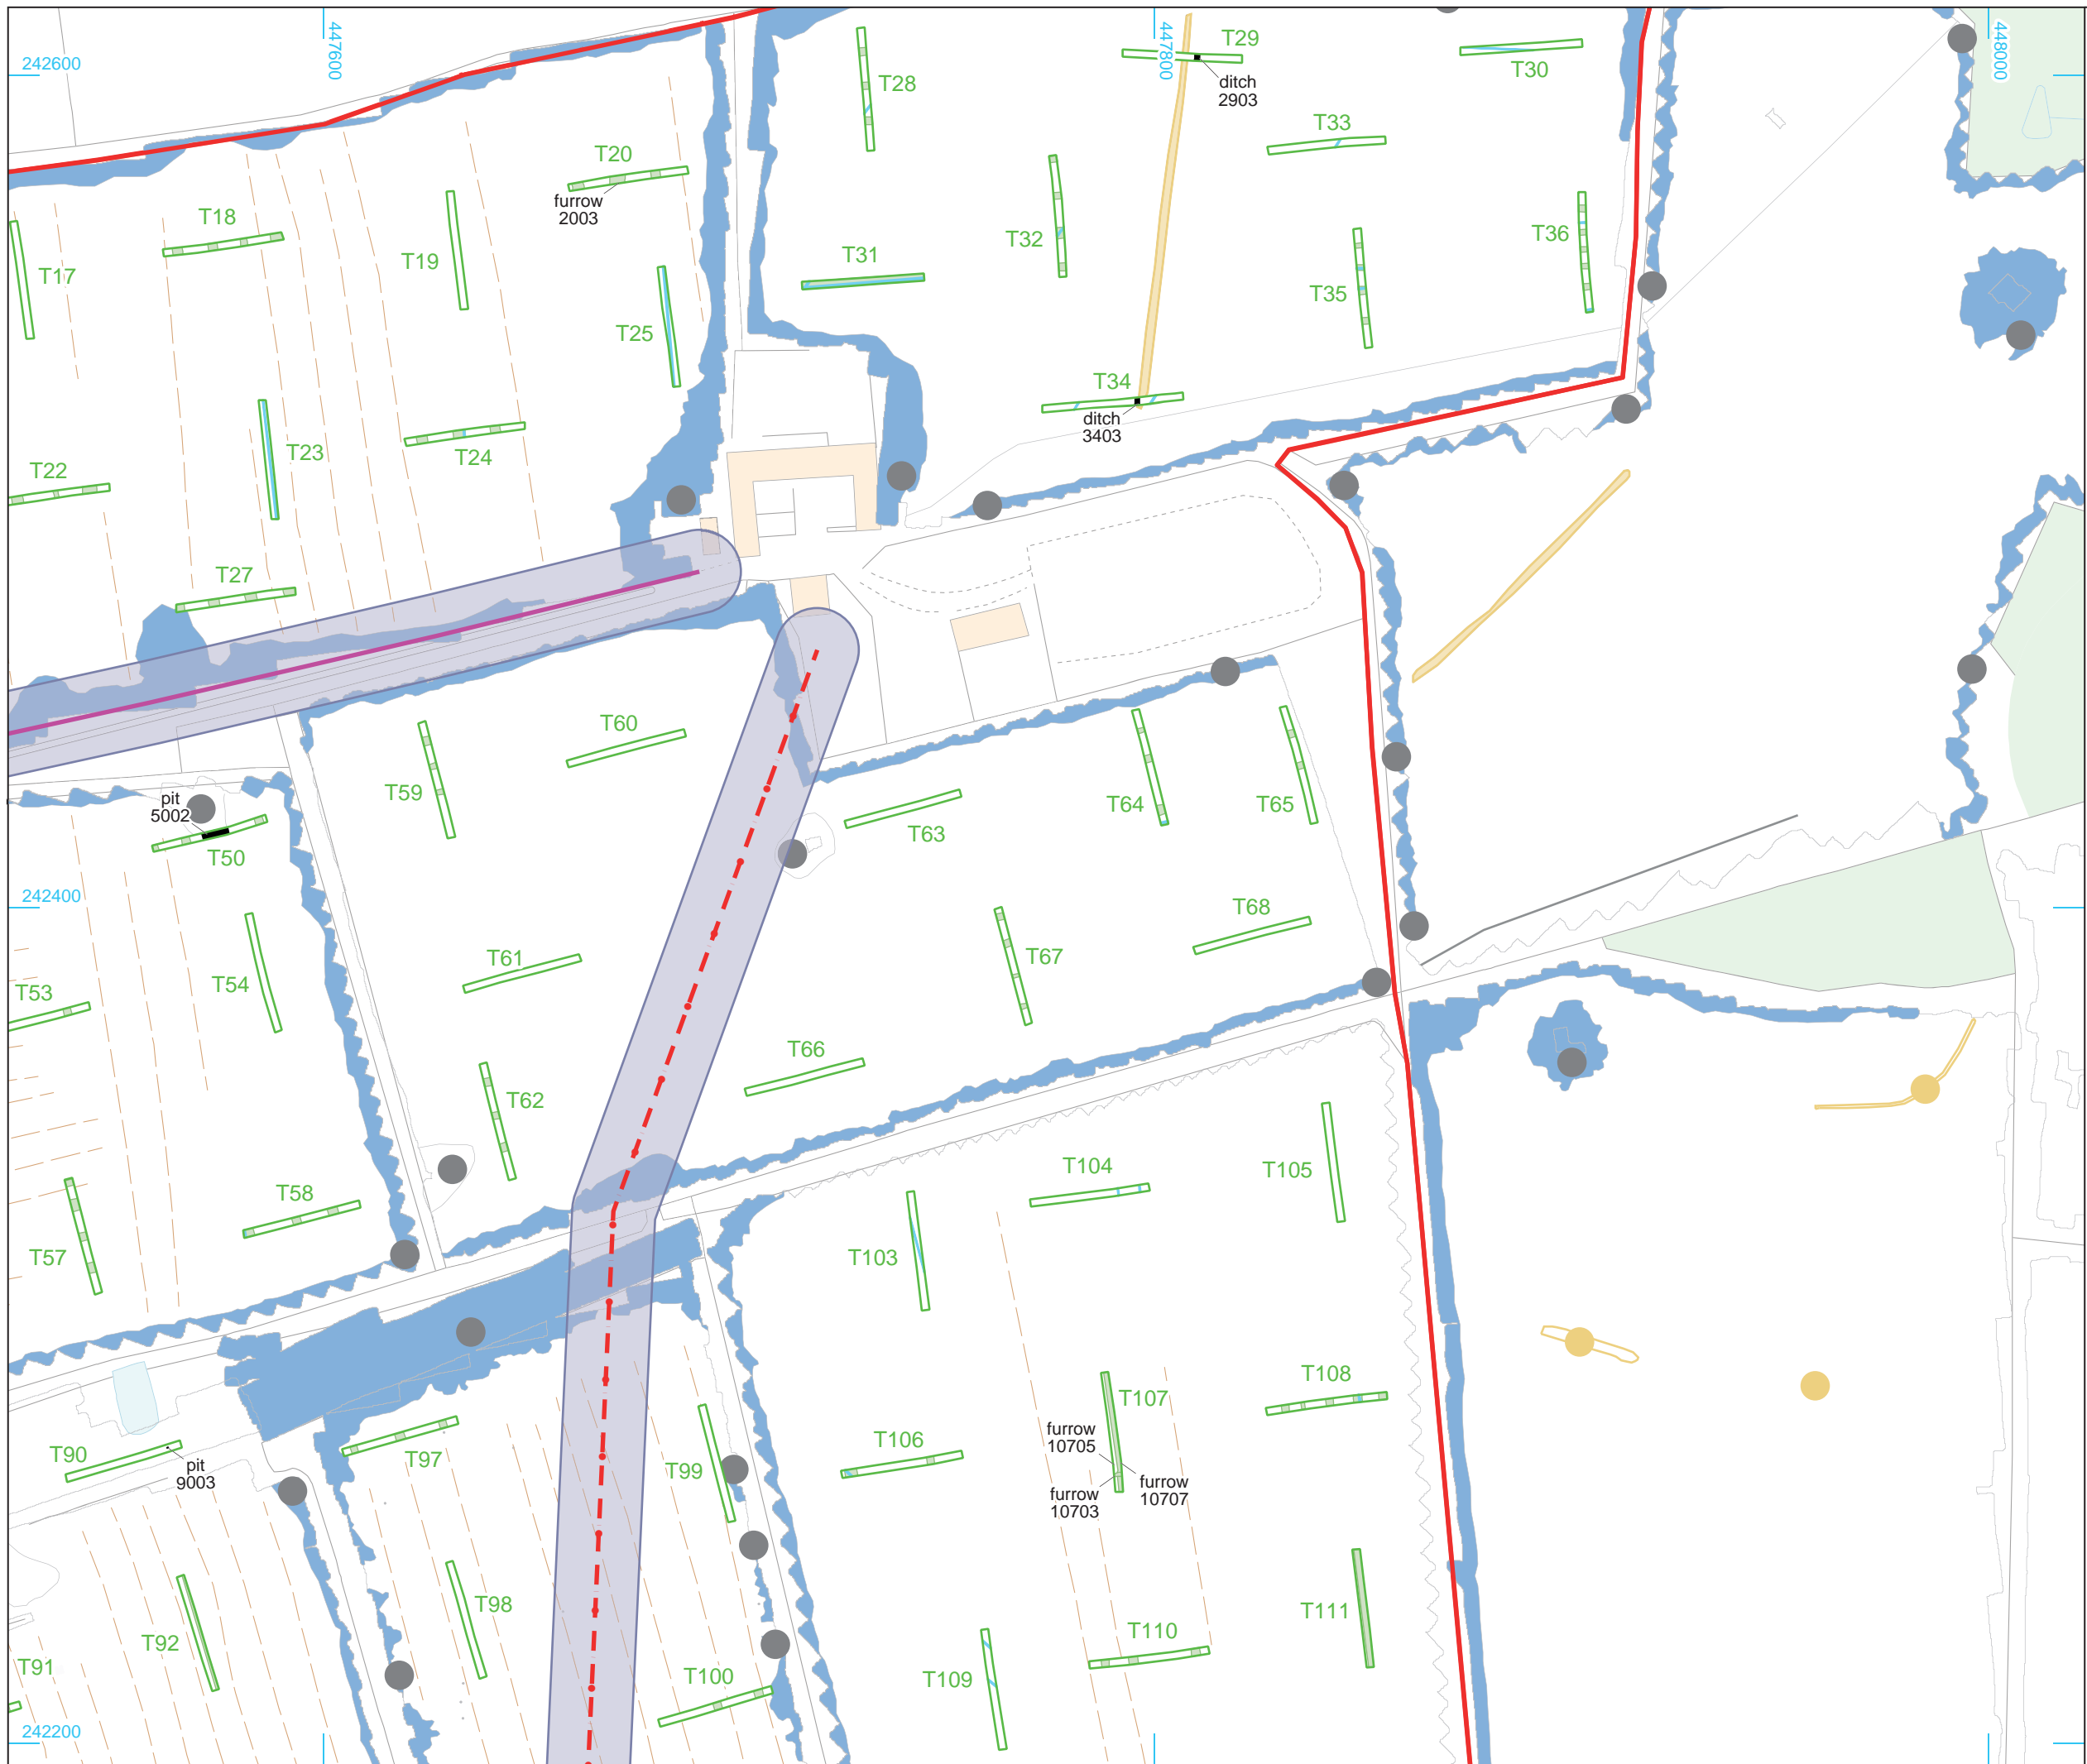 447600
447800
448000
242600
T28
T29
ditch
2903
T30
T33
T20
furrow
2003
T18
T19
T17
T31
T32
T36
T35
T25
T34
ditch
3403
T22
T23
T24
T27
T60
T59
pit
5002
T50
T63
T64
T65
242400
T68
T61
T67
T54
T53
T66
T62
T104
T105
T58
T57
T103
T107
T108
furrow
10705
T106
T90
pit
9003
T97
T99
furrow
10707
furrow
10703
T98
T111
T110
T92
T91
T100
T109
242200